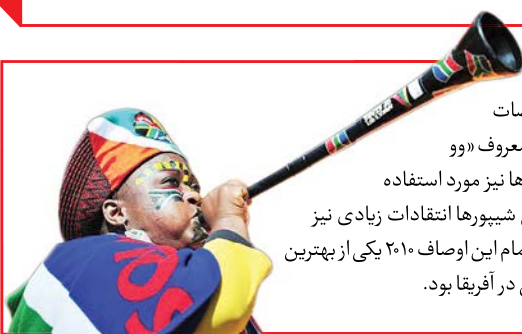 صات
معروف «وو
ها نیز مورد استفاده
شیپورها انتقادات زیادی نیز
مام این اوصاف ۲۰۱۰ یکی از بهترین
در آفریقا بود.